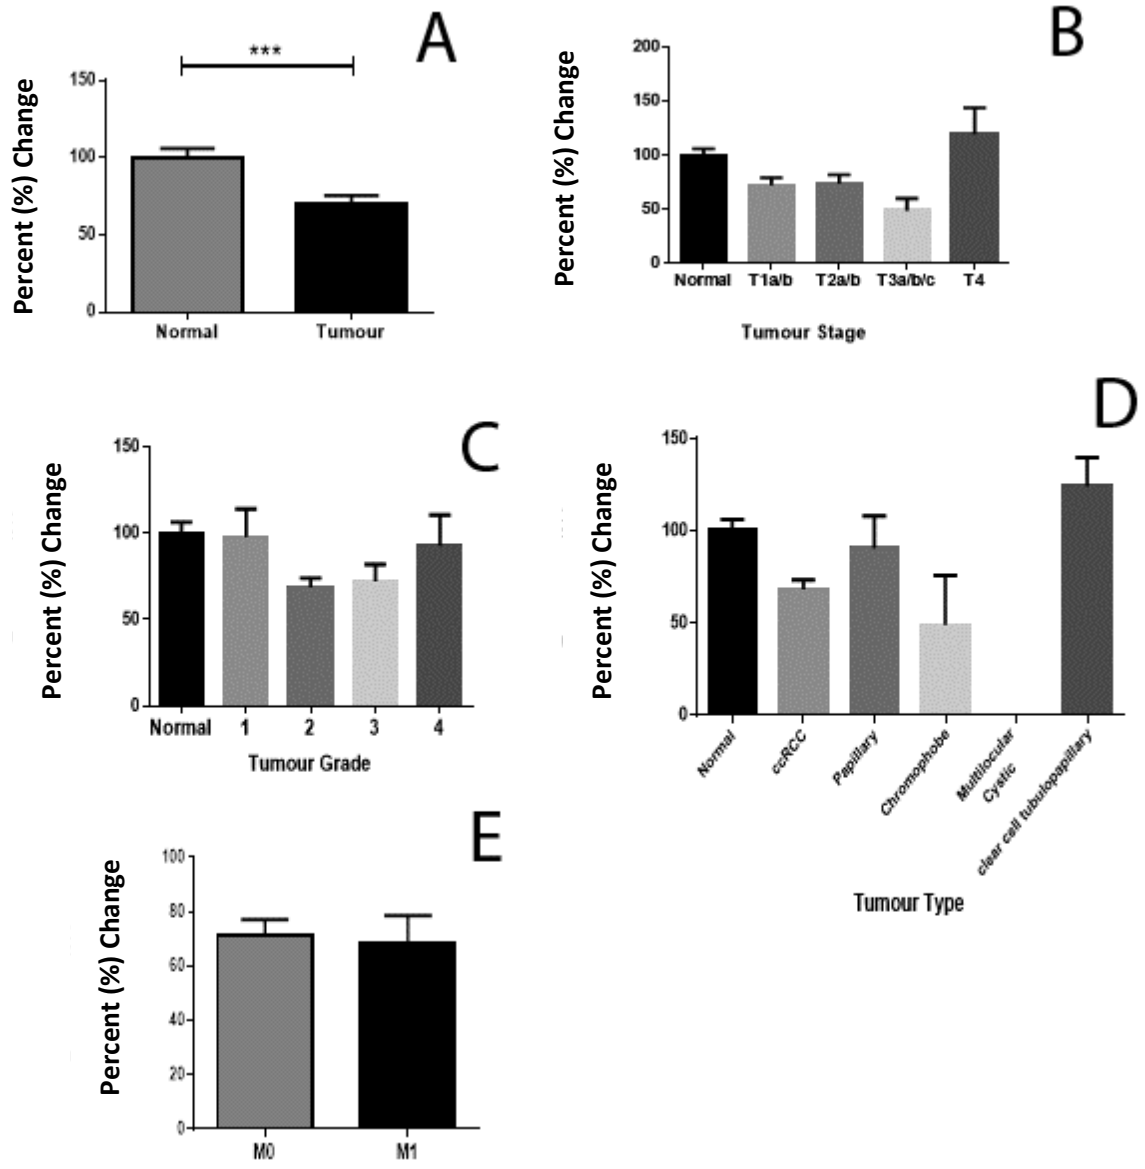 A
***
Percent (%) Change
150
100
50
0
Normal Tumour
B
Percent (%) Change
200
150
100
50
0
Normal T1a/b T2a/b T3a/b/c T4
Tumour Stage
C
Percent (%) Change
150
100
50
0
Normal 1 2 3 4
Tumour Grade
D
Percent (%) Change
150
100
50
0
Normal
ccRCC
Papillary
Chromophobe
Multilocular
Cystic
clear cell tubulopapillary
Tumour Type
E
Percent (%) Change
100
80
60
40
20
0
M0 M1